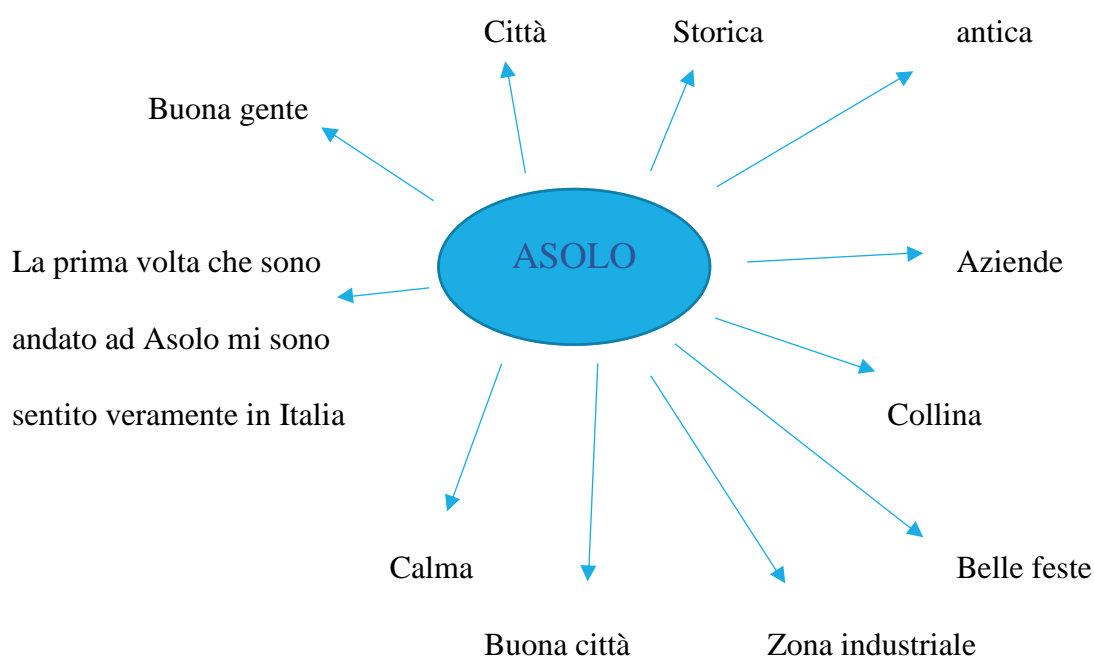 Città
Storica
antica
Buona gente
ASOLO
La prima volta che sono
andato ad Asolo mi sono
sentito veramente in Italia
Aziende
Collina
Calma
Belle feste
Buona città
Zona industriale